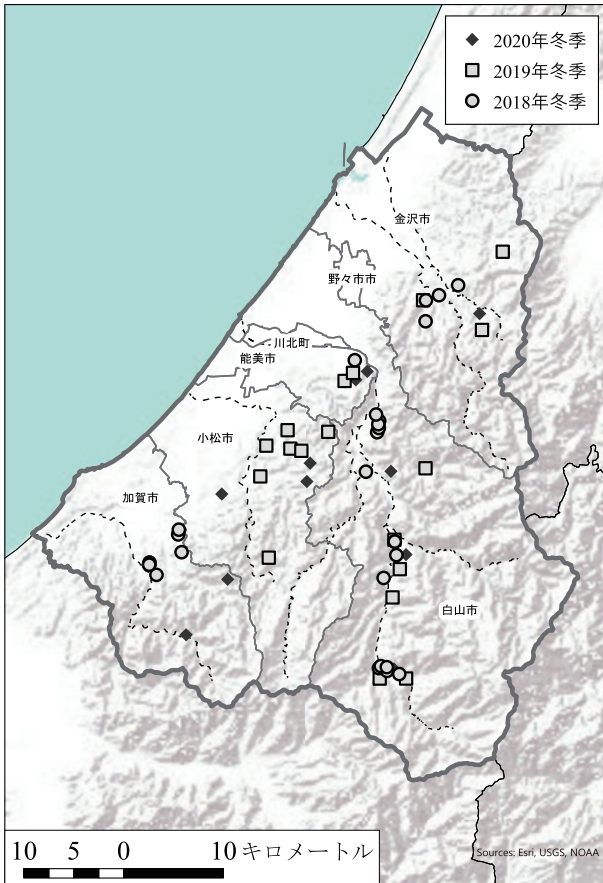 2020年冬季
2019年冬季
2018年冬季
金沢市
野々市市
川北町
能美市
小松市
加賀市
白山市
10 5 0 10 キロメートル
Sources: Esri, USGS, NOAA